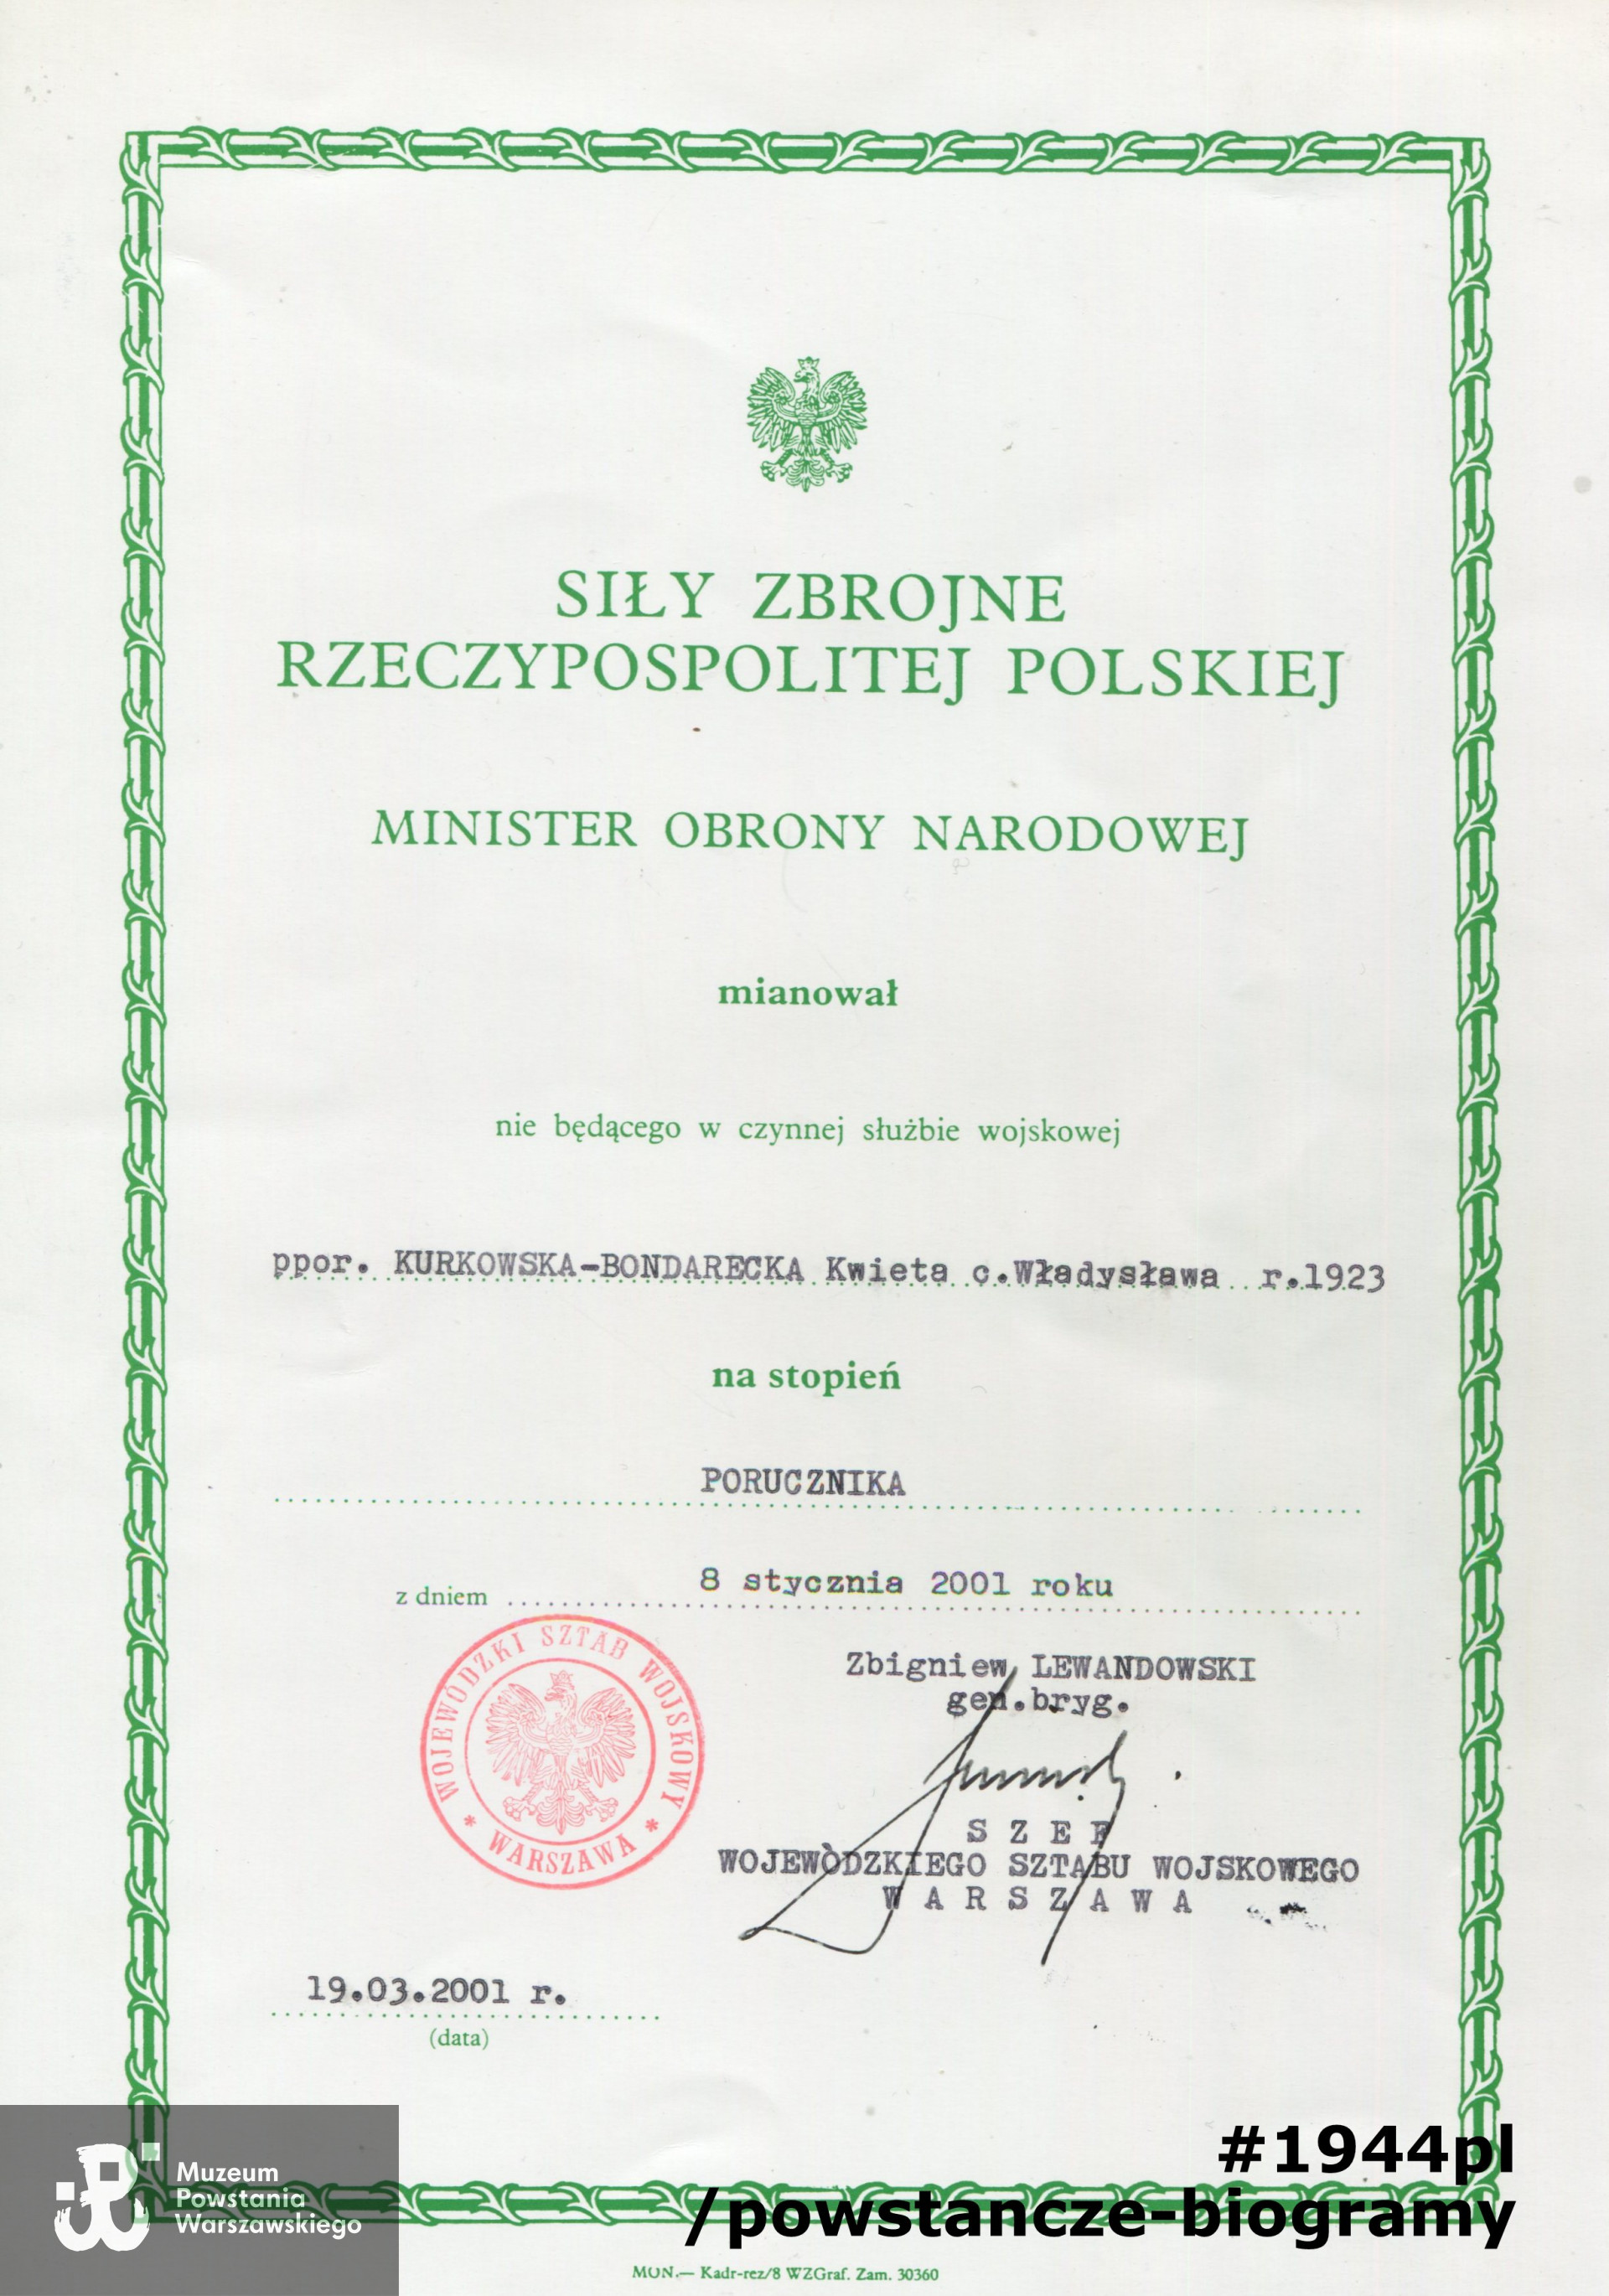 SIŁY ZBROJNE
RZECZYPOSPOLITEJ POLSKIEJ
MINISTER OBRONY NARODOWEJ
mianował
nie będącego w czynnej służbie wojskowej
ppor. KURKOWSKA-BONDARECKA Kwieta c.Władysława r.1923
na stopień
PORUCZNIKA
z dniem 8 stycznia 2001 roku
WOJEWÓDZKI SZTAB WOJSKOWY
* WARSZAWA *
Zbigniew LEWANDOWSKI
gen.bryg.
S Z E F
WOJEWÓDZKIEGO SZTABU WOJSKOWEGO
W A R S Z A W A
19.03.2001 r.
(data)
Muzeum
Powstania
Warszawskiego
#1944pl
/powstancze-biogramy
MON.— Kadr-rez/8 WZGraf. Zam. 30360